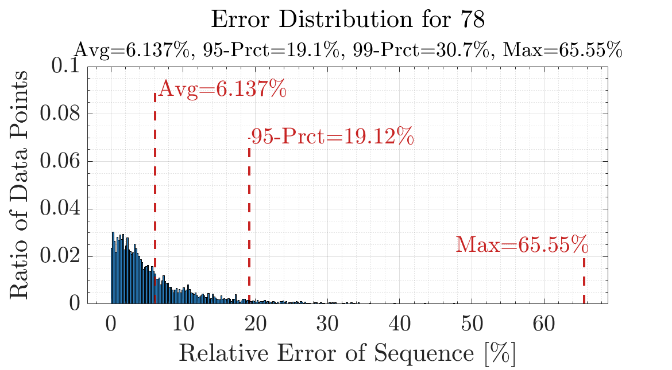 Error Distribution for 78
Avg=6.137%, 95-Prct=19.1%, 99-Prct=30.7%, Max=65.55%
0.1
0.08
0.06
0.04
0.02
0
Ratio of Data Points
Avg=6.137%
95-Prct=19.12%
Max=65.55%
0 10 20 30 40 50 60
Relative Error of Sequence [%]